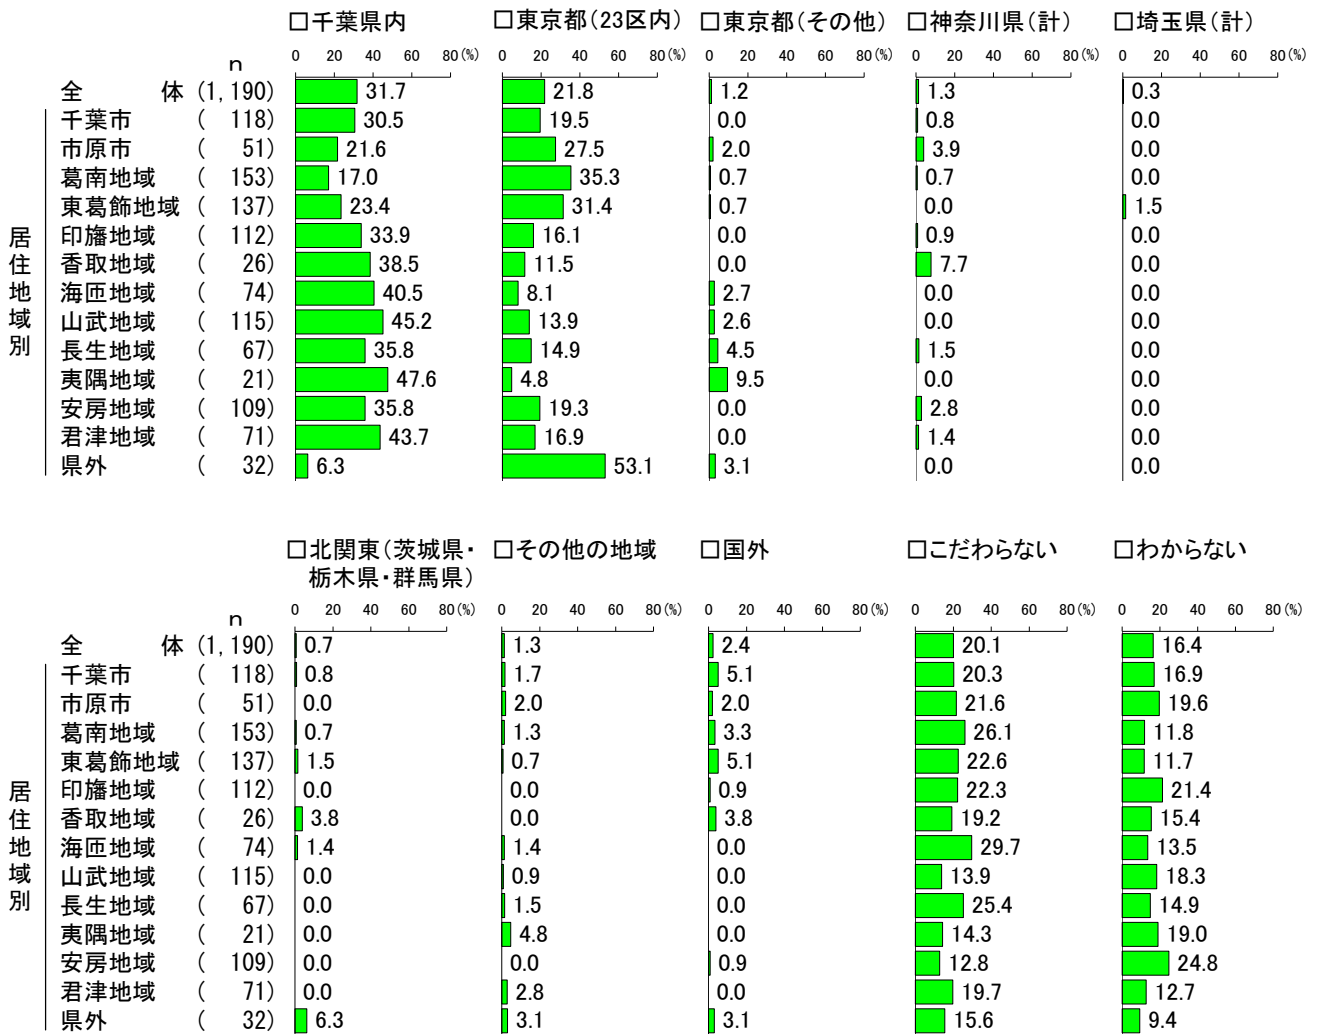 □千葉県内 □東京都(23区内) □東京都(その他) □神奈川県(計) □埼玉県(計)
n 0 20 40 60 80(%) 0 20 40 60 80(%) 0 20 40 60 80(%) 0 20 40 60 80(%) 0 20 40 60 80(%)
全 体 (1,190) 31.7 21.8 1.2 1.3 0.3
千葉市 ( 118) 30.5 19.5 0.0 0.8 0.0
市原市 ( 51) 21.6 27.5 2.0 3.9 0.0
葛南地域 ( 153) 17.0 35.3 0.7 0.7 0.0
東葛飾地域 ( 137) 23.4 31.4 0.7 0.0 1.5
印旛地域 ( 112) 33.9 16.1 0.0 0.9 0.0
香取地域 ( 26) 38.5 11.5 0.0 7.7 0.0
海匝地域 ( 74) 40.5 8.1 2.7 0.0 0.0
山武地域 ( 115) 45.2 13.9 2.6 0.0 0.0
長生地域 ( 67) 35.8 14.9 4.5 1.5 0.0
夷隅地域 ( 21) 47.6 4.8 9.5 0.0 0.0
安房地域 ( 109) 35.8 19.3 0.0 2.8 0.0
君津地域 ( 71) 43.7 16.9 0.0 1.4 0.0
県外 ( 32) 6.3 53.1 3.1 0.0 0.0
居住地域別
□北関東(茨城県・ □その他の地域 □国外 □こだわらない □わからない
栃木県・群馬県)
n 0 20 40 60 80(%) 0 20 40 60 80(%) 0 20 40 60 80(%) 0 20 40 60 80(%) 0 20 40 60 80(%)
全 体 (1,190) 0.7 1.3 2.4 20.1 16.4
千葉市 ( 118) 0.8 1.7 5.1 20.3 16.9
市原市 ( 51) 0.0 2.0 2.0 21.6 19.6
葛南地域 ( 153) 0.7 1.3 3.3 26.1 11.8
東葛飾地域 ( 137) 1.5 0.7 5.1 22.6 11.7
印旛地域 ( 112) 0.0 0.0 0.9 22.3 21.4
香取地域 ( 26) 3.8 0.0 3.8 19.2 15.4
海匝地域 ( 74) 1.4 1.4 0.0 29.7 13.5
山武地域 ( 115) 0.0 0.9 0.0 13.9 18.3
長生地域 ( 67) 0.0 1.5 0.0 25.4 14.9
夷隅地域 ( 21) 0.0 4.8 0.0 14.3 19.0
安房地域 ( 109) 0.0 0.0 0.9 12.8 24.8
君津地域 ( 71) 0.0 2.8 0.0 19.7 12.7
県外 ( 32) 6.3 3.1 3.1 15.6 9.4
居住地域別